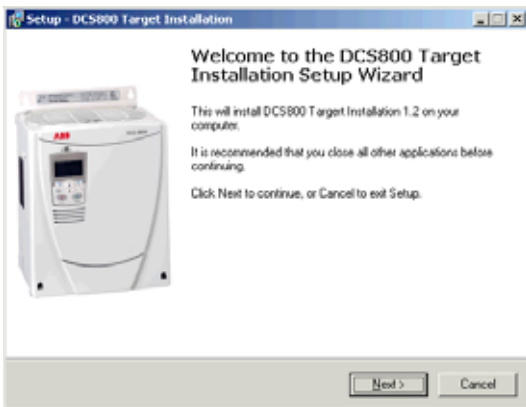 Setup - DCS800 Target Installation
Welcome to the DCS800 Target
Installation Setup Wizard
This will install DCS800 Targert Installation 1.2 on your
computer.
It is recommended that you close all other applications before
continuing.
Click Next to continue, or Cancel to exit Setup.
ABB
Next >
Cancel